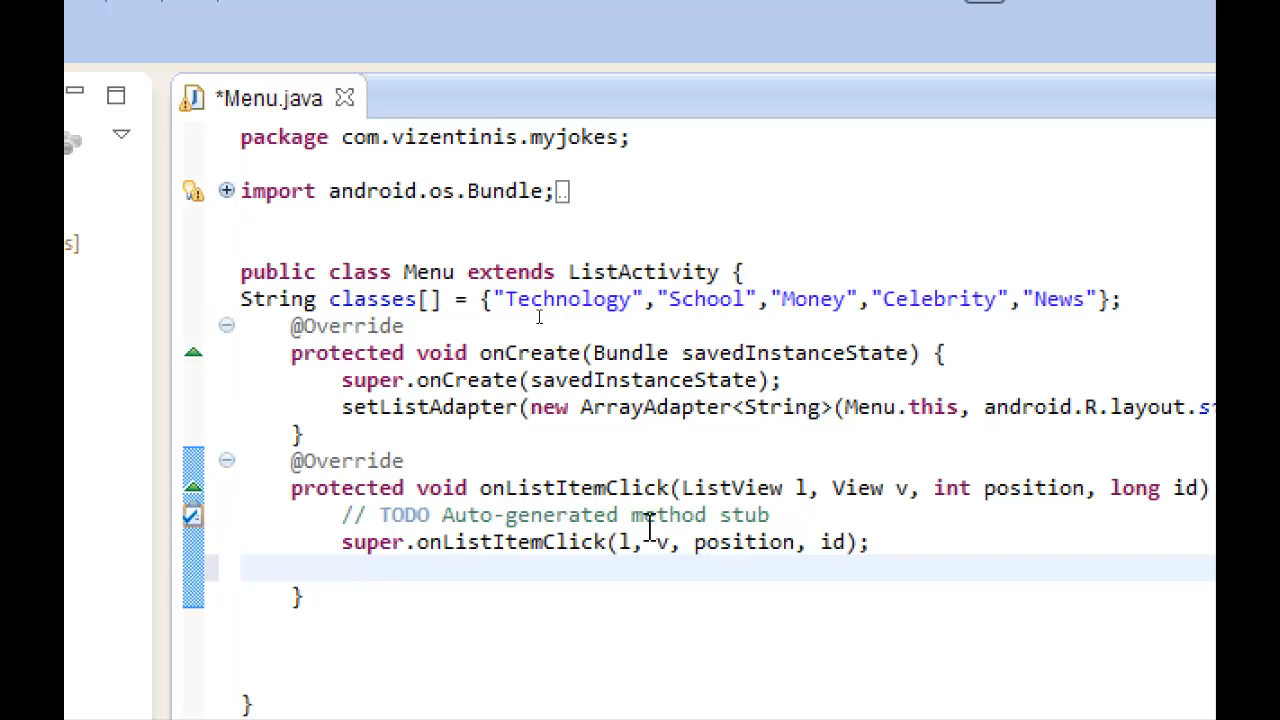 *Menu.java
package com.vizentinis.myjokes;
import android.os.Bundle;
s]
public class Menu extends ListActivity {
String classes[] = {"Technology","School","Money","Celebrity","News"};
@Override
protected void onCreate(Bundle savedInstanceState) {
super.onCreate(savedInstanceState);
setListAdapter(new ArrayAdapter<String>(Menu.this, android.R.layout.s
}
@Override
protected void onListItemClick(ListView l, View v, int position, long id)
// TODO Auto-generated method stub
super.onListItemClick(l, v, position, id);
}
}